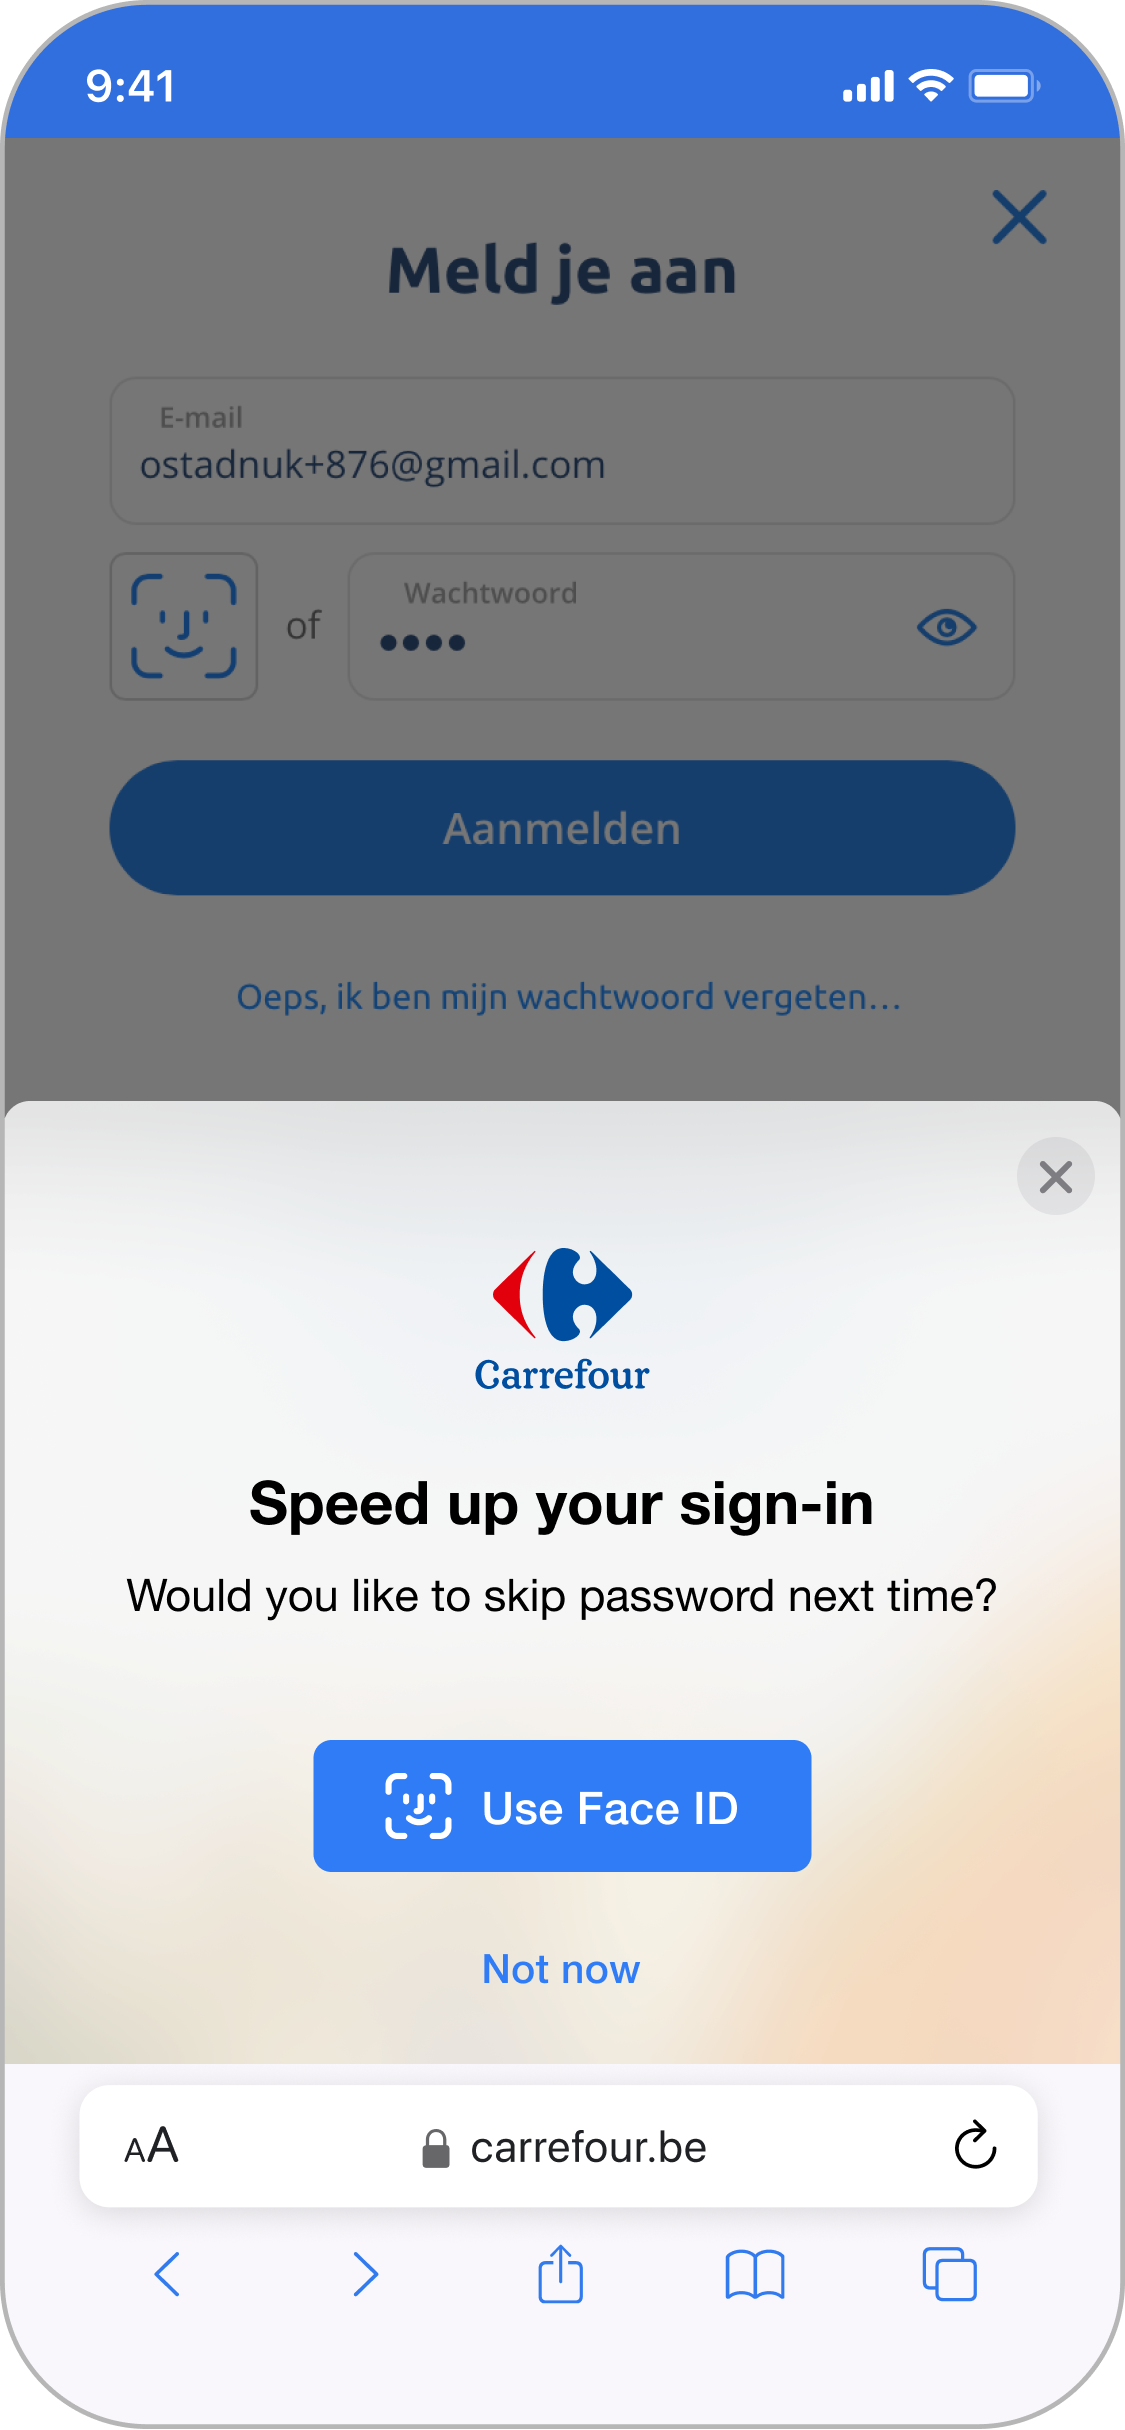 9:41
Meld je aan
E-mail
ostadnuk+876@gmail.com
of
Wachtwoord
••••
Aanmelden
Oeps, ik ben mijn wachtwoord vergeten...
Carrefour
Speed up your sign-in
Would you like to skip password next time?
Use Face ID
Not now
AA
carrefour.be